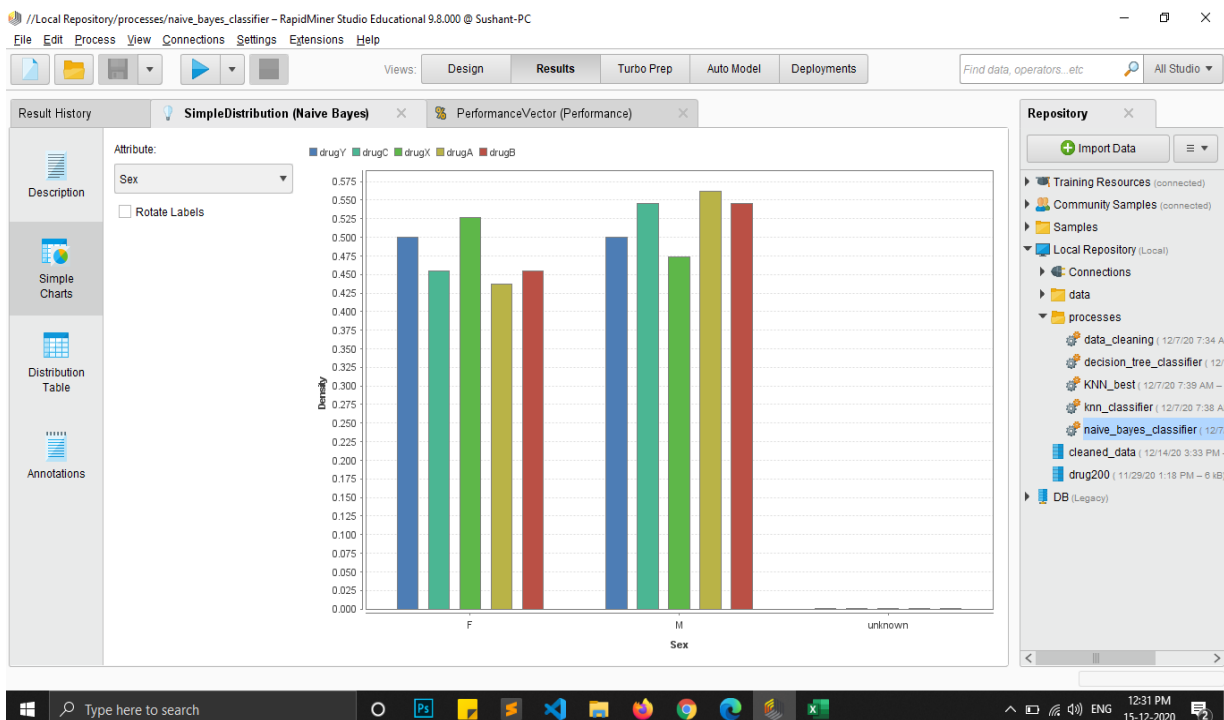 //Local Repository/processes/naive_bayes_classifier – RapidMiner Studio Educational 9.8.000 @ Sushant-PC
File Edit Process View Connections Settings Extensions Help
Views: Design Results Turbo Prep Auto Model Deployments
Find data, operators...etc
All Studio
Result History
SimpleDistribution (Naive Bayes)
PerformanceVector (Performance)
Repository
Description
Simple
Charts
Distribution
Table
Annotations
Attribute:
Sex
Rotate Labels
drugY drugC drugX drugA drugB
0.575
0.550
0.525
0.500
0.475
0.450
0.425
0.400
0.375
0.350
0.325
0.300
0.275
0.250
0.225
0.200
0.175
0.150
0.125
0.100
0.075
0.050
0.025
0.000
Density
F M unknown
Sex
Import Data
Training Resources (connected)
Community Samples (connected)
Samples
Local Repository (Local)
Connections
data
processes
data_cleaning ( 12/7/20 7:34 A
decision_tree_classifier ( 12/
KNN_best ( 12/7/20 7:39 AM –
knn_classifier ( 12/7/20 7:38 A
naive_bayes_classifier ( 12/7
cleaned_data ( 12/14/20 3:33 PM -
drug200 ( 11/29/20 1:18 PM – 6 kB)
DB (Legacy)
Type here to search
Ps
ENG
12:31 PM
15-12-2020
2